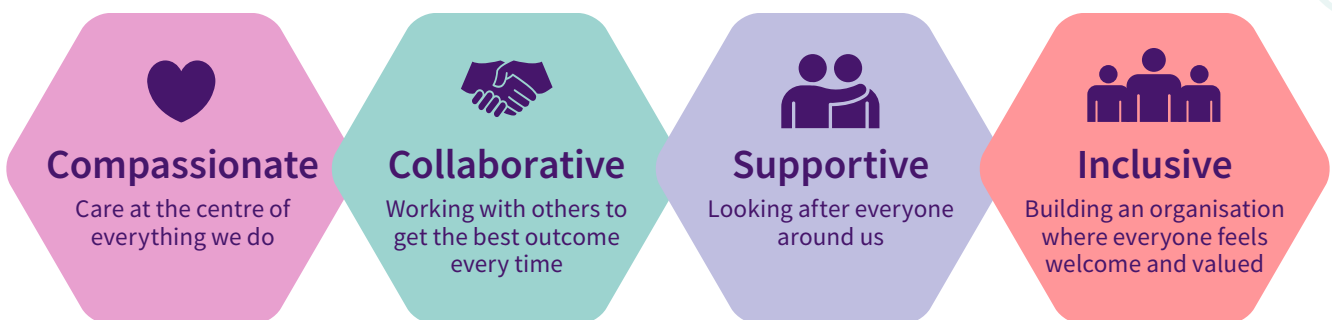 Compassionate
Care at the centre of
everything we do
Collaborative
Working with others to
get the best outcome
every time
Supportive
Looking after everyone
around us
Inclusive
Building an organisation
where everyone feels
welcome and valued